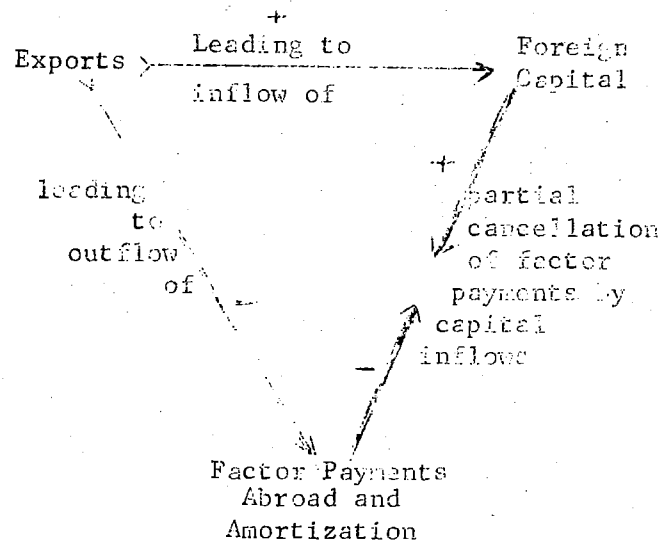 +
Exports
Leading to
inflow of
Foreign
Capital
leading
to
outflow
of
-
+
partial
cancellation
of factor
payments by
capital
inflows
-
Factor Payments
Abroad and
Amortization